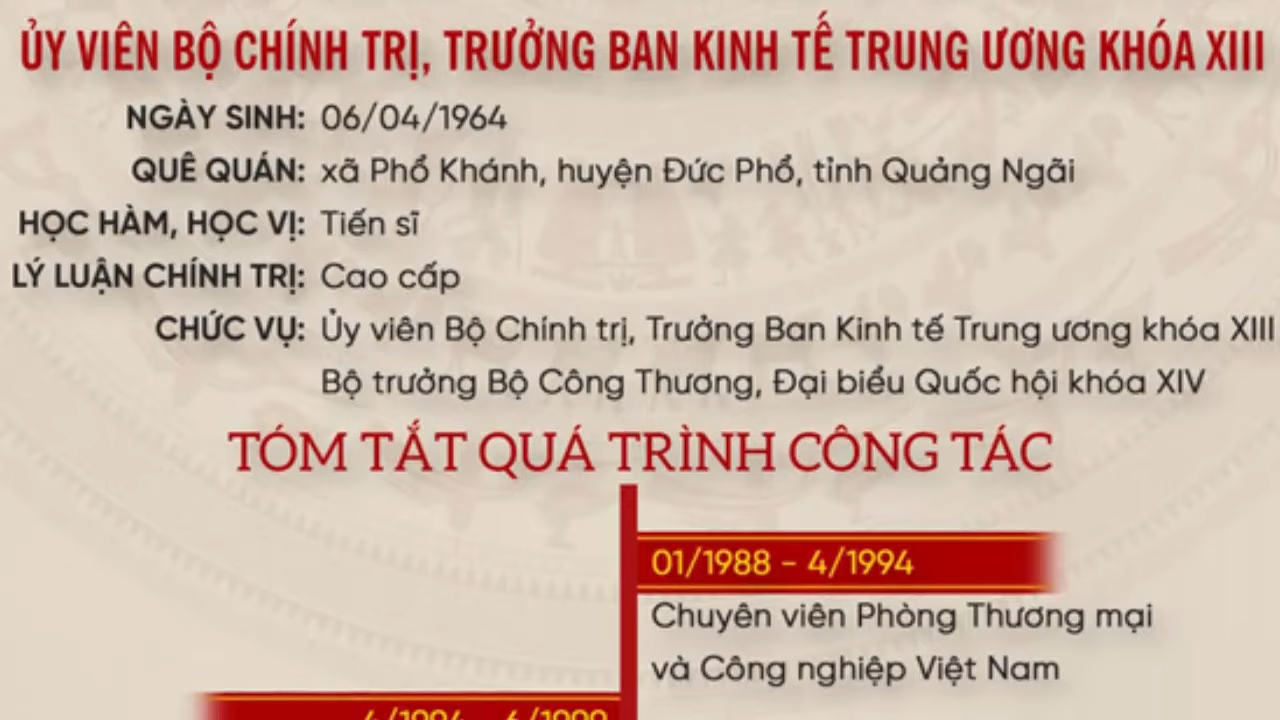 ỦY VIÊN BỘ CHÍNH TRỊ, TRƯỞNG BAN KINH TẾ TRUNG ƯƠNG KHÓA XIII
NGÀY SINH: 06/04/1964
QUÊ QUÁN: xã Phổ Khánh, huyện Đức Phổ, tỉnh Quảng Ngãi
HỌC HÀM, HỌC VỊ: Tiến sĩ
LÝ LUẬN CHÍNH TRỊ: Cao cấp
CHỨC VỤ: Ủy viên Bộ Chính trị, Trưởng Ban Kinh tế Trung ương khóa XIII
Bộ trưởng Bộ Công Thương, Đại biểu Quốc hội khóa XIV
TÓM TẮT QUÁ TRÌNH CÔNG TÁC
01/1988 - 4/1994
Chuyên viên Phòng Thương mại
và Công nghiệp Việt Nam